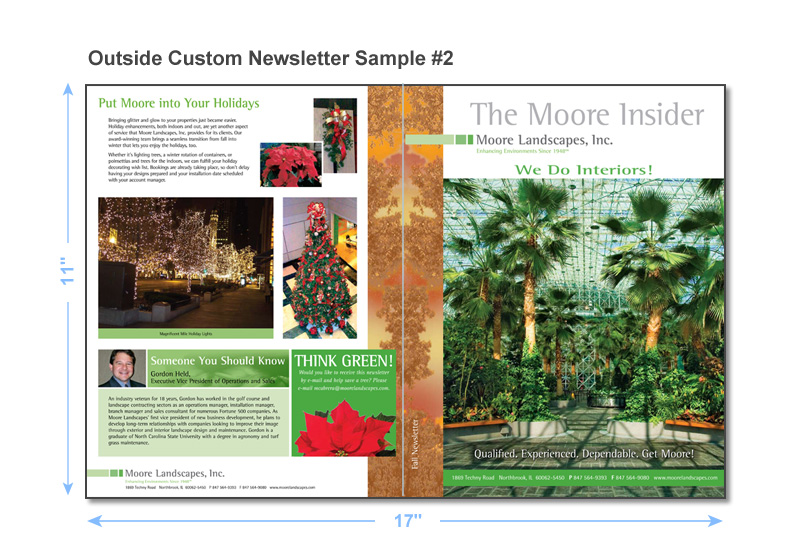 Outside Custom Newsletter Sample #2
11"
Put Moore into Your Holidays
Bringing glitter and glow to your properties just became easier.
Holiday enhancements, both indoors and out, are yet another aspect
of service that Moore Landscapes, Inc. provides for its clients. Our
award-winning team brings a seamless transition from fall into
winter that lets you enjoy the holidays, too.
Whether it's lighting trees, a winter rotation of containers, or
poinsettias and trees for the indoors, we can fulfill your holiday
decorating wish list. Bookings are already taking place, so don't delay
having your designs prepared and your installation date scheduled
with your account manager.
Magnificent Mile Holiday Lights
Someone You Should Know
Gordon Held,
Executive Vice President of Operations and Sales
An industry veteran for 18 years, Gordon has worked in the golf course and
landscape contracting sectors as an operations manager, installation manager,
branch manager and sales consultant for numerous Fortune 500 companies. As
Moore Landscapes' first vice president of new business development, he plans to
develop long-term relationships with companies looking to improve their image
through exterior and interior landscape design and maintenance. Gordon is a
graduate of North Carolina State University with a degree in agronomy and turf
grass maintenance.
THINK GREEN!
Would you like to receive this newsletter
by e-mail and help save a tree? Please
e-mail
Moore Landscapes, Inc.
Enhancing Environments Since 1948
1869 Techny Road Northbrook, IL 60062-5450 P 847 564-9393 F 847 564-9080 www.moorelandscapes.com
Fall Newsletter
The Moore Insider
Moore Landscapes, Inc.
Enhancing Environments Since 1948
We Do Interiors!
Qualified. Experienced. Dependable. Get Moore!
1869 Techny Road Northbrook, IL 60062-5450 P 847 564-9393 F 847 564-9080 www.moorelandscapes.com
17"